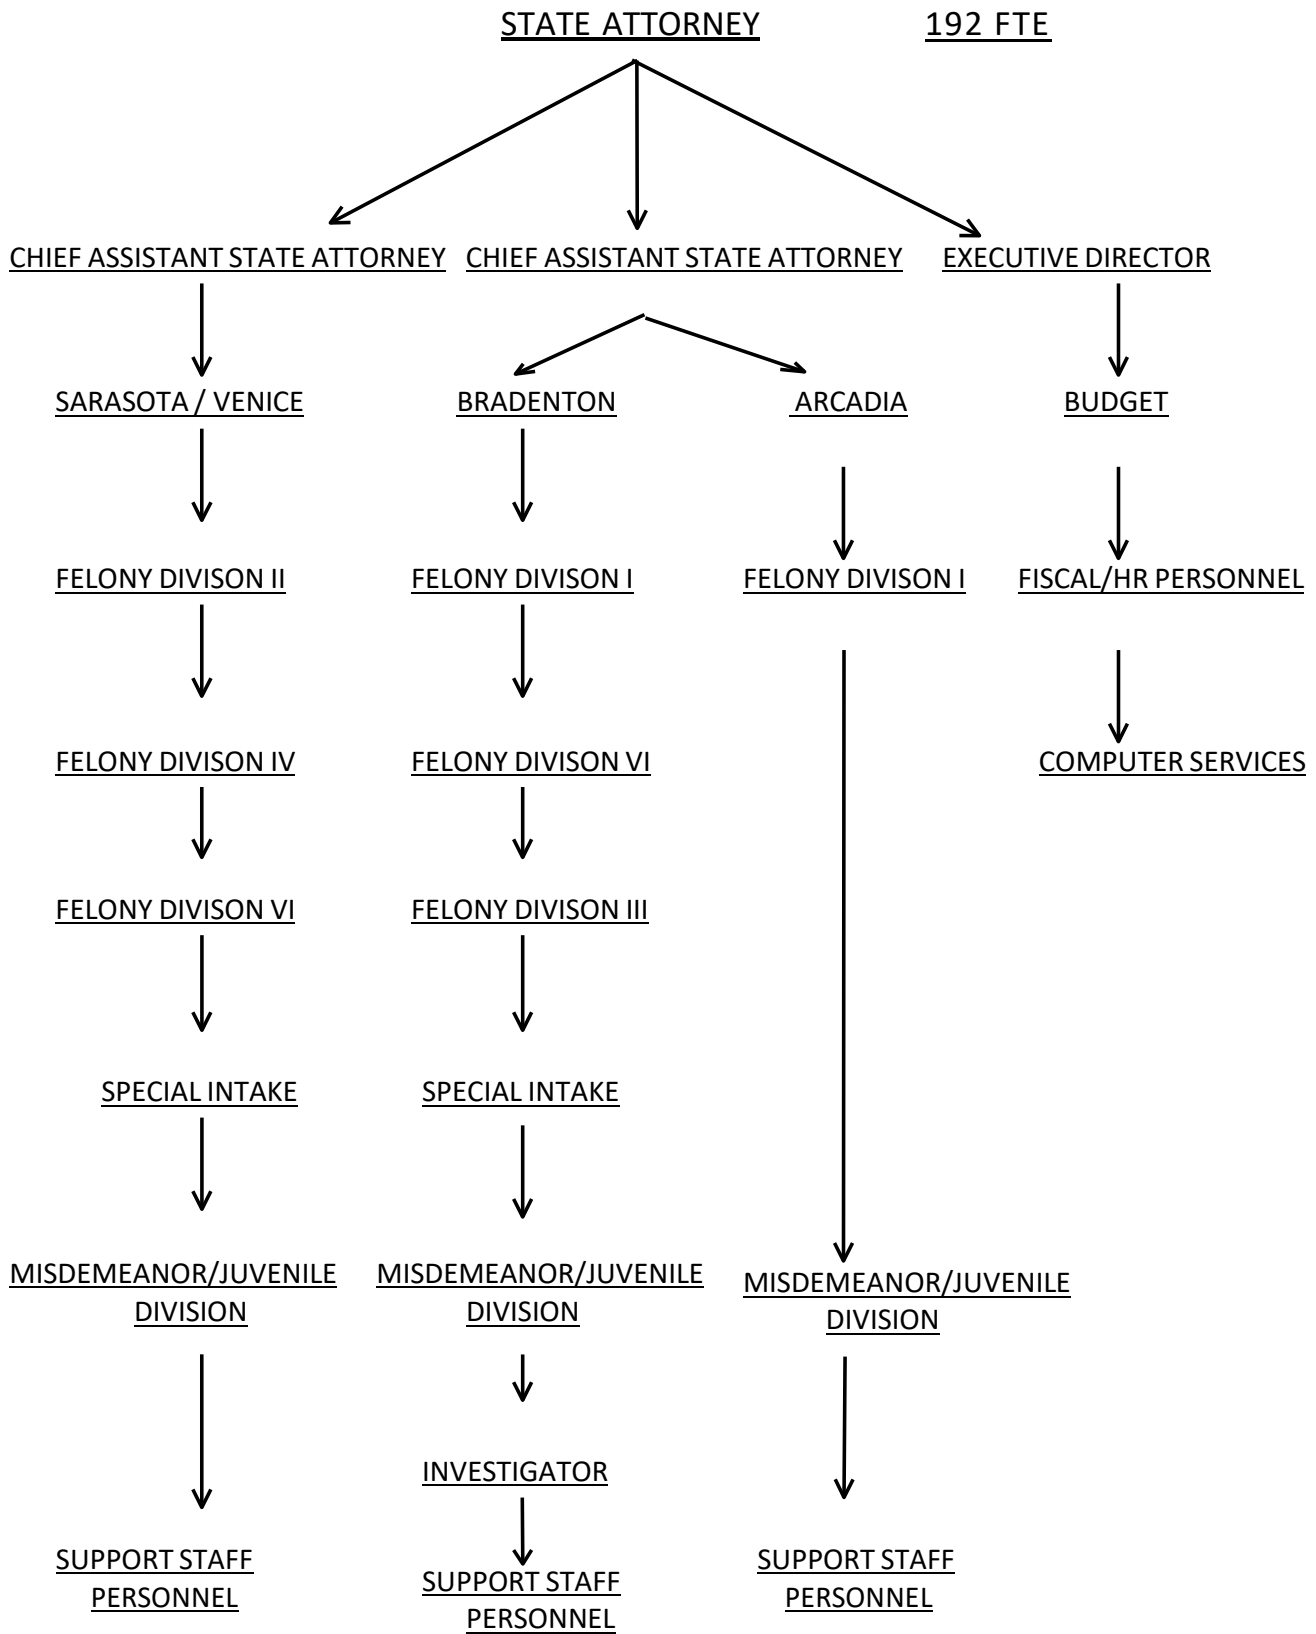 STATE ATTORNEY
192 FTE
CHIEF ASSISTANT STATE ATTORNEY
CHIEF ASSISTANT STATE ATTORNEY
EXECUTIVE DIRECTOR
SARASOTA / VENICE
BRADENTON
ARCADIA
BUDGET
FELONY DIVISON II
FELONY DIVISON I
FELONY DIVISON I
FISCAL/HR PERSONNEL
FELONY DIVISON IV
FELONY DIVISON VI
COMPUTER SERVICES
FELONY DIVISON VI
FELONY DIVISON III
SPECIAL INTAKE
SPECIAL INTAKE
MISDEMEANOR/JUVENILE
DIVISION
MISDEMEANOR/JUVENILE
DIVISION
MISDEMEANOR/JUVENILE
DIVISION
INVESTIGATOR
SUPPORT STAFF
PERSONNEL
SUPPORT STAFF
PERSONNEL
SUPPORT STAFF
PERSONNEL